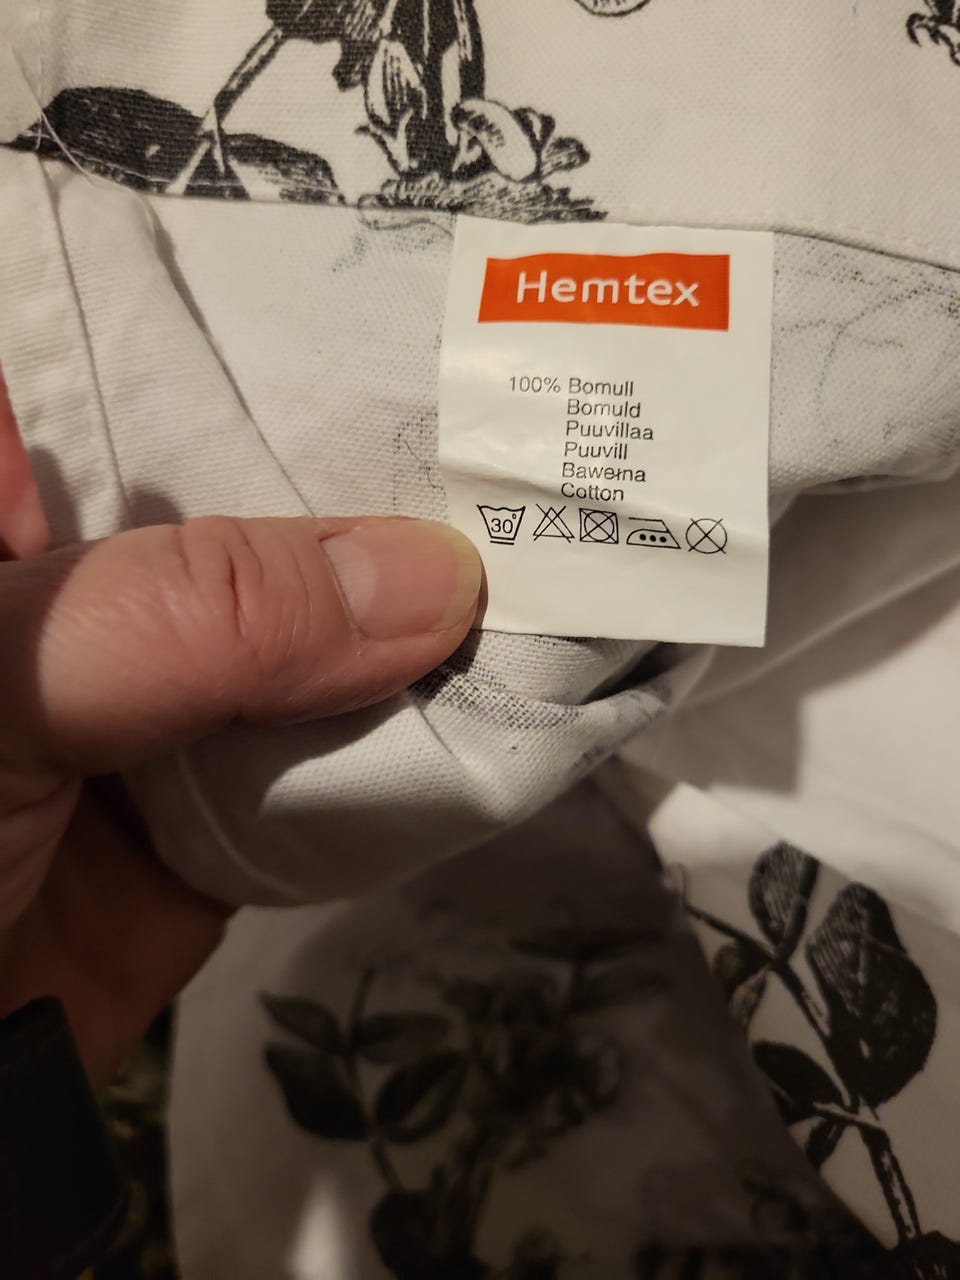 Hemtex
100% Bomull
Bomuld
Puuvillaa
Puuvill
Bawełna
Cotton
30°